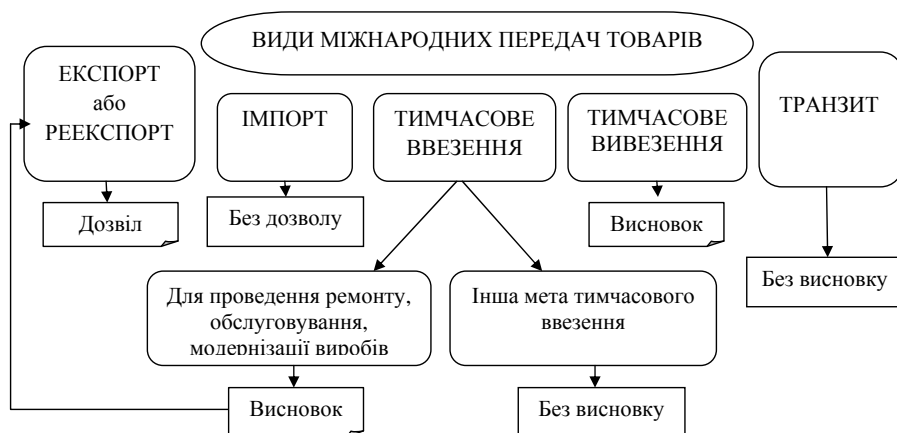 ВИДИ МІЖНАРОДНИХ ПЕРЕДАЧ ТОВАРІВ
ЕКСПОРТ
або
РЕЕКСПОРТ
ІМПОРТ
ТИМЧАСОВЕ
ВВЕЗЕННЯ
ТИМЧАСОВЕ
ВИВЕЗЕННЯ
ТРАНЗИТ
Дозвіл
Без дозволу
Висновок
Без висновку
Для проведення ремонту,
обслуговування,
модернізації виробів
Інша мета тимчасового
ввезення
Висновок
Без висновку